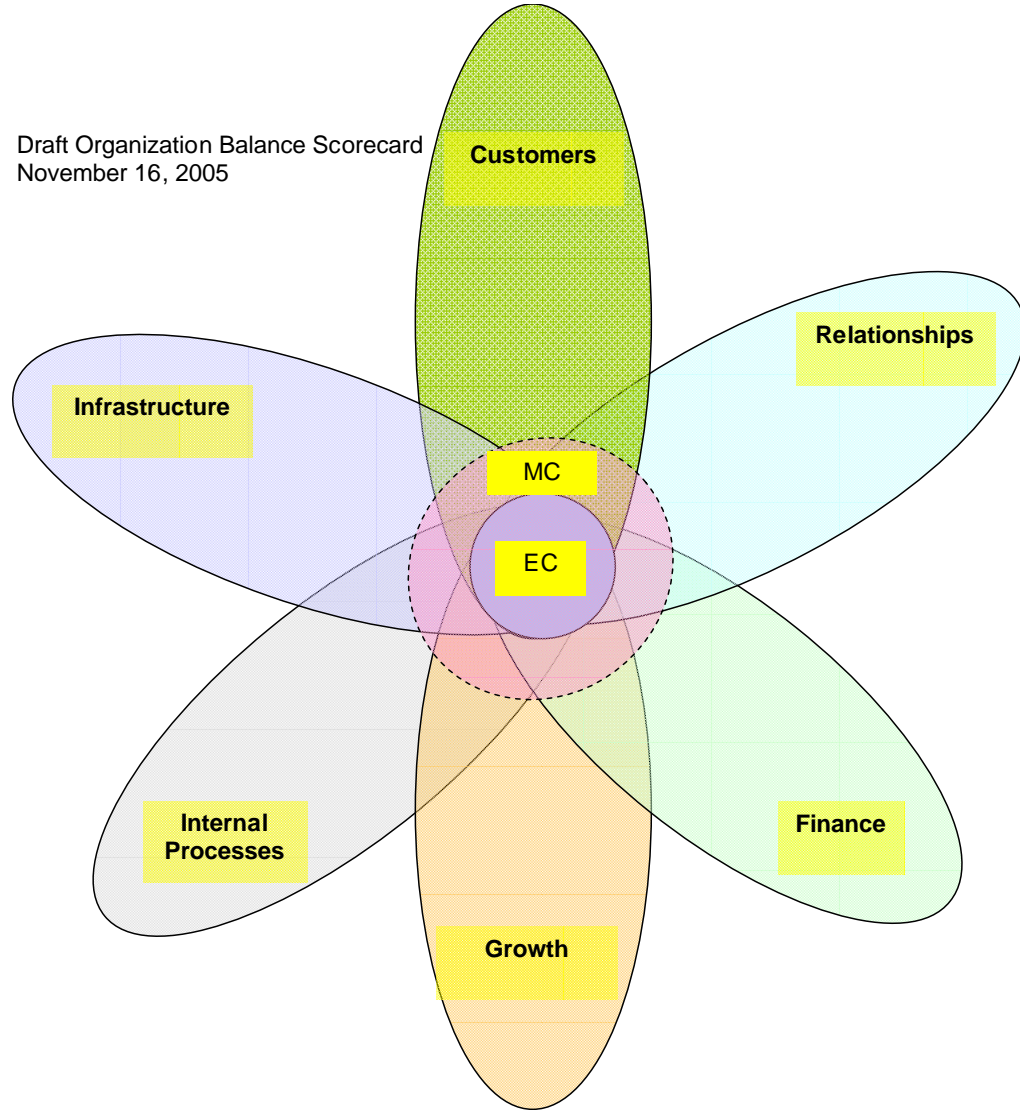 Draft Organization Balance Scorecard
November 16, 2005
Customers
Relationships
Infrastructure
MC
EC
Internal
Processes
Finance
Growth